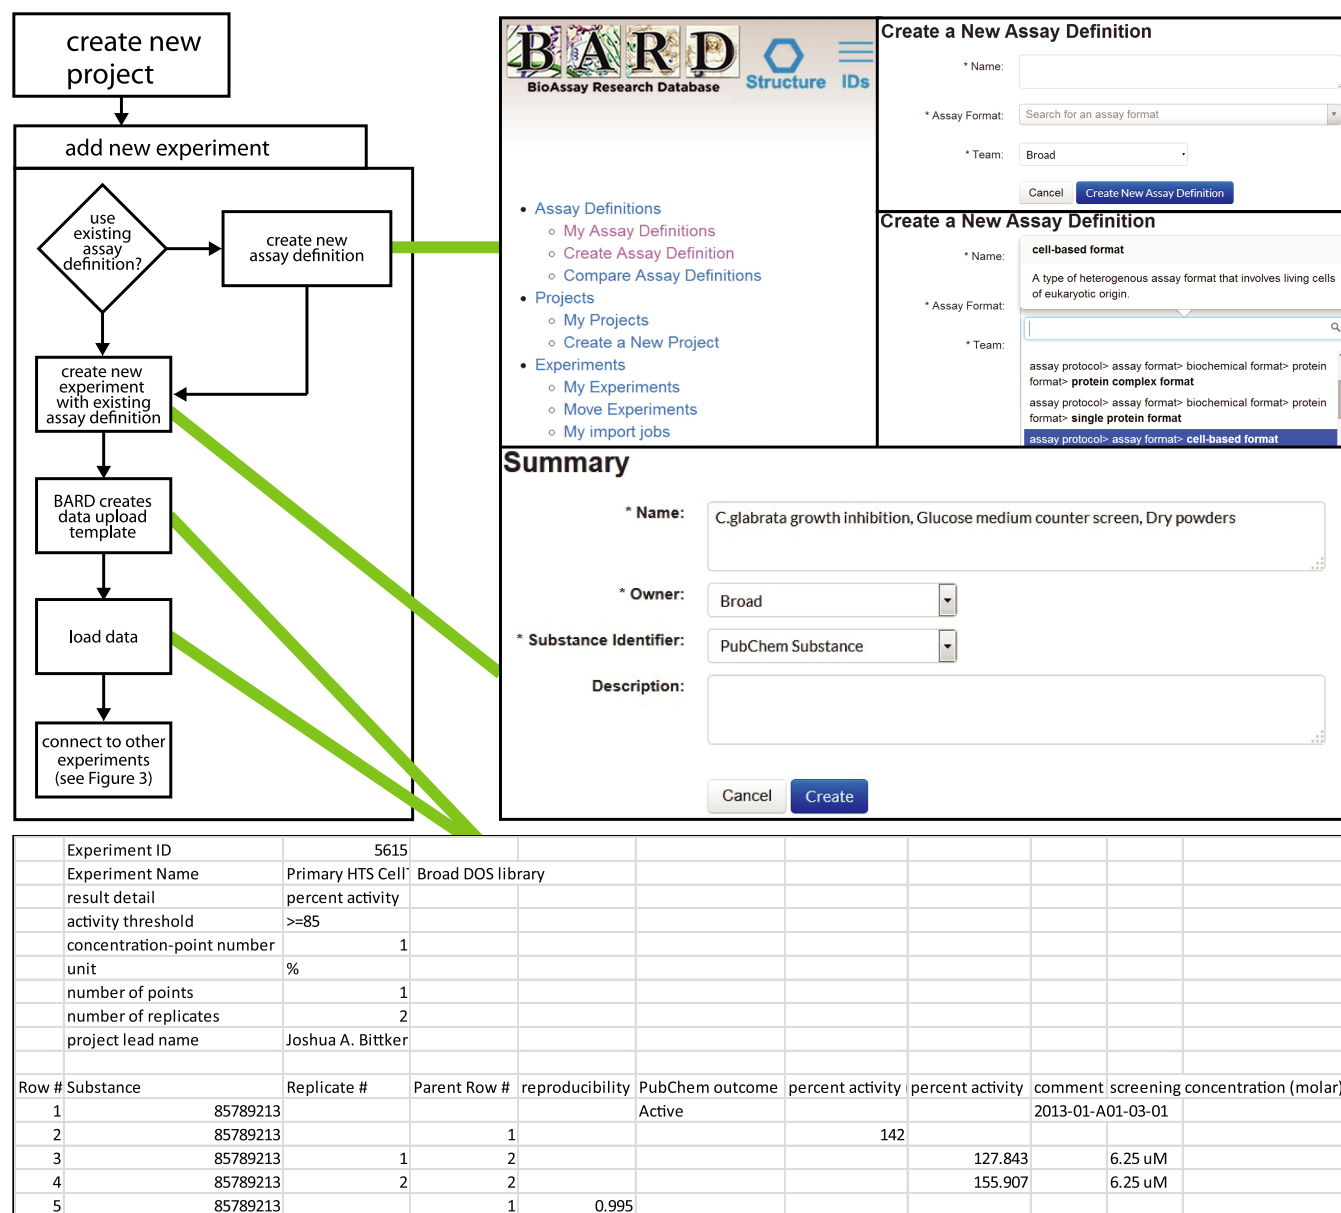 create new
project
add new experiment
use
existing
assay
definition?
create new
assay definition
create new
experiment
with existing
assay definition
BARD creates
data upload
template
load data
connect to other
experiments
(see Figure 3)
BARD
BioAssay Research Database
Structure
IDs
Assay Definitions
My Assay Definitions
Create Assay Definition
Compare Assay Definitions
Projects
My Projects
Create a New Project
Experiments
My Experiments
Move Experiments
My import jobs
Create a New Assay Definition
* Name:
* Assay Format: Search for an assay format
* Team: Broad
Cancel Create New Assay Definition
Create a New Assay Definition
* Name:
cell-based format
A type of heterogenous assay format that involves living cells
of eukaryotic origin.
* Assay Format:
* Team:
assay protocol> assay format> biochemical format> protein
format> protein complex format
assay protocol> assay format> biochemical format> protein
format> single protein format
assay protocol> assay format> cell-based format
Summary
* Name: C.glabrata growth inhibition, Glucose medium counter screen, Dry powders
* Owner: Broad
* Substance Identifier: PubChem Substance
Description:
Cancel Create
Experiment ID 5615
Experiment Name Primary HTS Cell Broad DOS library
result detail percent activity
activity threshold >=85
concentration-point number 1
unit %
number of points 1
number of replicates 2
project lead name Joshua A. Bittker
Row # Substance Replicate # Parent Row # reproducibility PubChem outcome percent activity percent activity comment screening concentration (molar)
1 85789213 Active 2013-01-A01-03-01
2 85789213 1 142
3 85789213 1 2 127.843 6.25 uM
4 85789213 2 2 155.907 6.25 uM
5 85789213 1 0.995